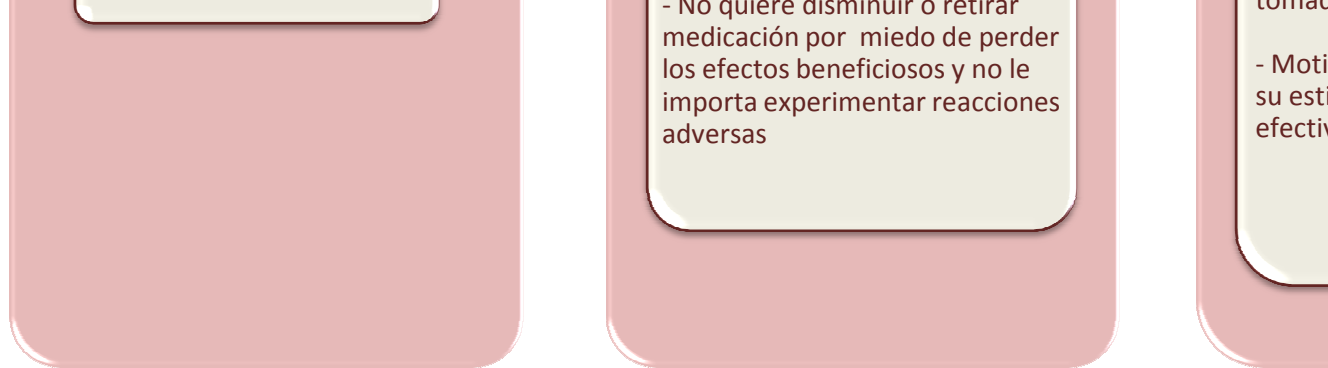 - No quiere disminuir o retirar
medicación por miedo de perder
los efectos beneficiosos y no le
importa experimentar reacciones
adversas
- Moti
su esti
efectiv